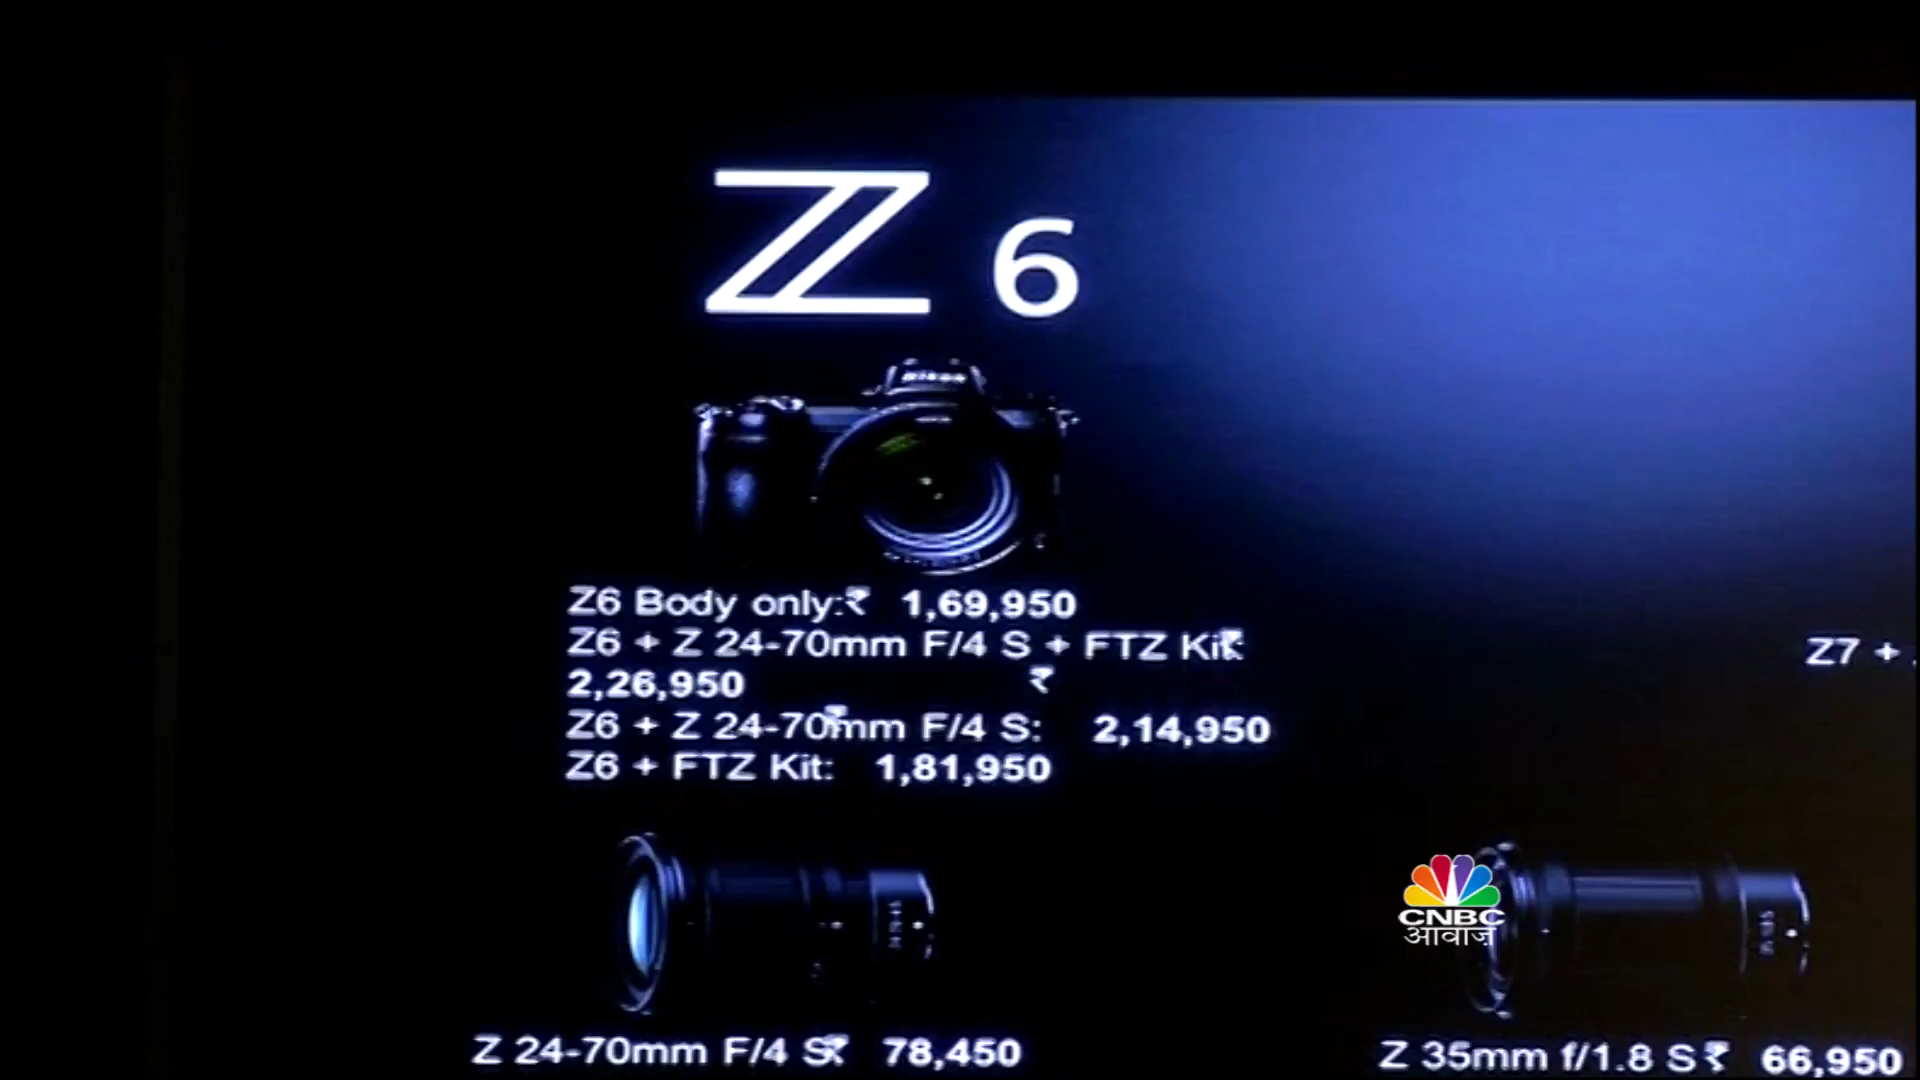 Z 6
Nikon
Z6 Body only:₹ 1,69,950
Z6 + Z 24-70mm F/4 S + FTZ Kit:₹
2,26,950 ₹
Z6 + Z 24-70mm F/4 S: ₹ 2,14,950
Z6 + FTZ Kit: 1,81,950
Z7 +
CNBC
आवाज़
Z 24-70mm F/4 S:₹ 78,450
Z 35mm f/1.8 S ₹ 66,950